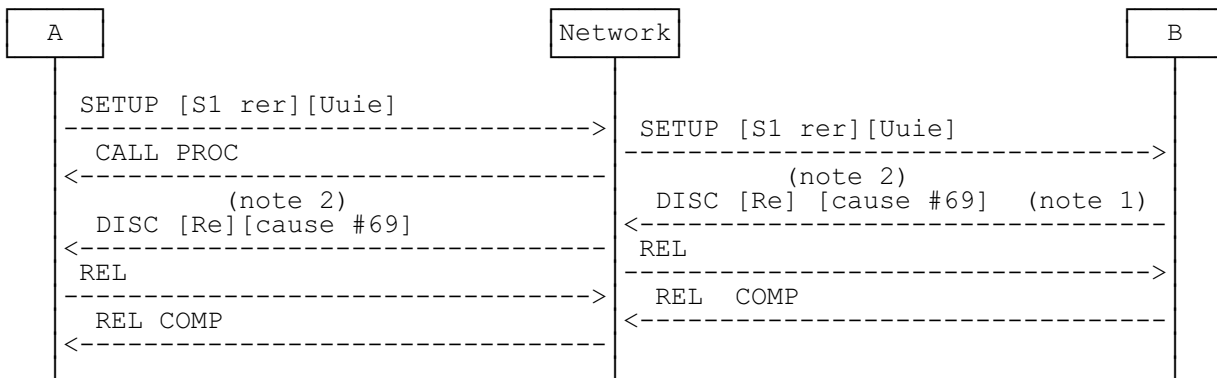 A
Network
B
SETUP [S1 rer][Uuie]
SETUP [S1 rer][Uuie]
CALL PROC
(note 2)
DISC [Re] [cause #69] (note 1)
(note 2)
DISC [Re][cause #69]
REL
REL
REL COMP
REL COMP